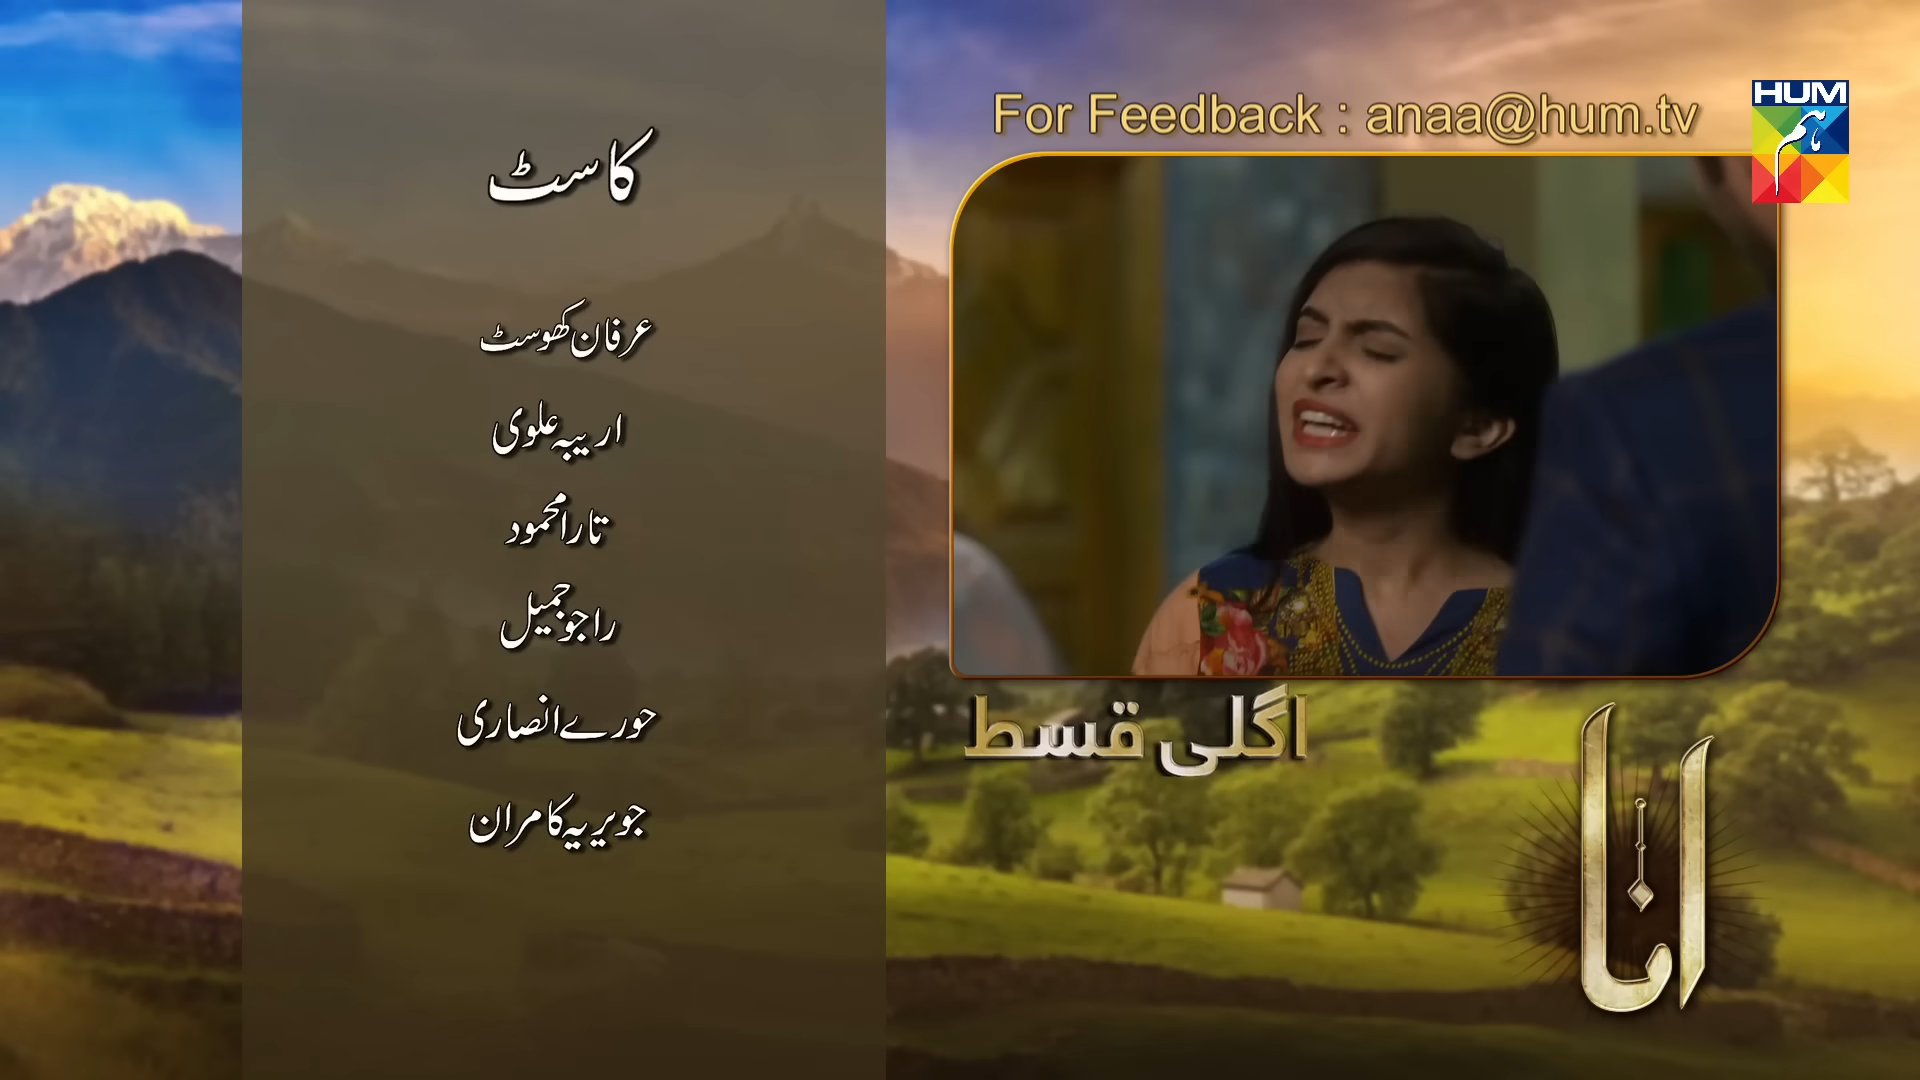 کاسٹ
عرفان کھوسٹ
اریبہ علوی
تارا محمود
راجو جمیل
حورے انصاری
جویریہ کامران
For Feedback : anaa@hum.tv
HUM
ہم
اگلی قسط
انا